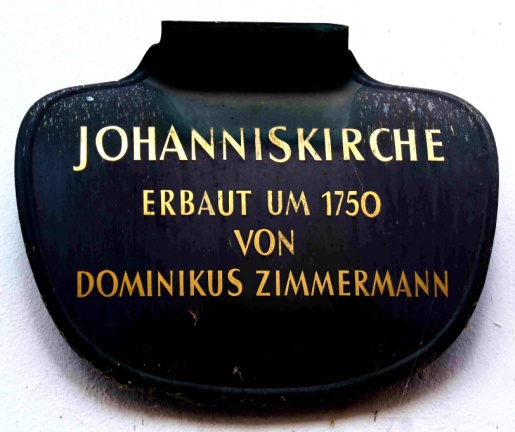 JOHANNISKIRCHE
ERBAUT UM 1750
VON
DOMINIKUS ZIMMERMANN